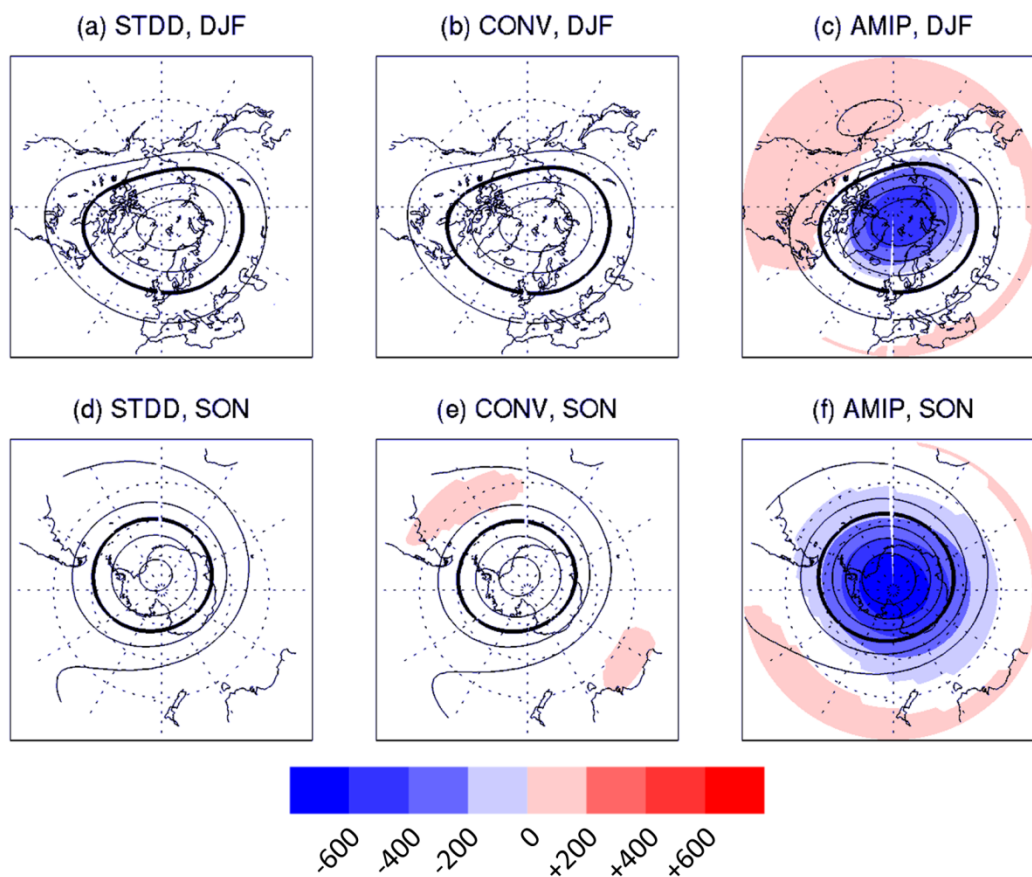 (a) STDD, DJF
(b) CONV, DJF
(c) AMIP, DJF
(d) STDD, SON
(e) CONV, SON
(f) AMIP, SON
-600
-400
-200
0
+200
+400
+600